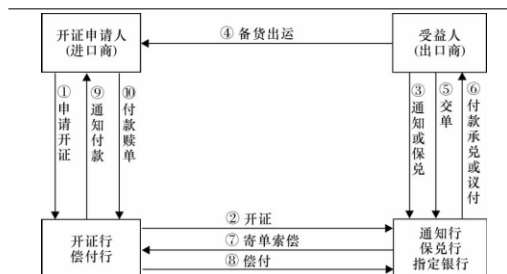 开证申请人
(进口商)
④ 备货出运
受益人
(出口商)
①申请开证
⑨通知付款
⑩付款赎单
③通知或保兑
⑤交单
⑥付款承兑或议付
开证行
偿付行
② 开证
⑦ 寄单索偿
⑧ 偿付
通知行
保兑行
指定银行